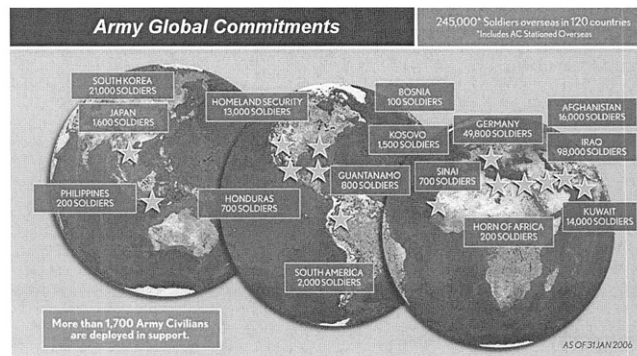 Army Global Commitments
245,000* Soldiers overseas in 120 countries
*Includes AC Stationed Overseas
SOUTH KOREA
21,000 SOLDIERS
JAPAN
1,600 SOLDIERS
PHILIPPINES
200 SOLDIERS
HOMELAND SECURITY
13,000 SOLDIERS
HONDURAS
700 SOLDIERS
GUANTANAMO
800 SOLDIERS
SOUTH AMERICA
2,000 SOLDIERS
BOSNIA
100 SOLDIERS
KOSOVO
1,500 SOLDIERS
GERMANY
49,800 SOLDIERS
SINAI
700 SOLDIERS
AFGHANISTAN
16,000 SOLDIERS
IRAQ
98,000 SOLDIERS
KUWAIT
14,000 SOLDIERS
HORN OF AFRICA
200 SOLDIERS
More than 1,700 Army Civilians
are deployed in support.
AS OF 31 JAN 2006